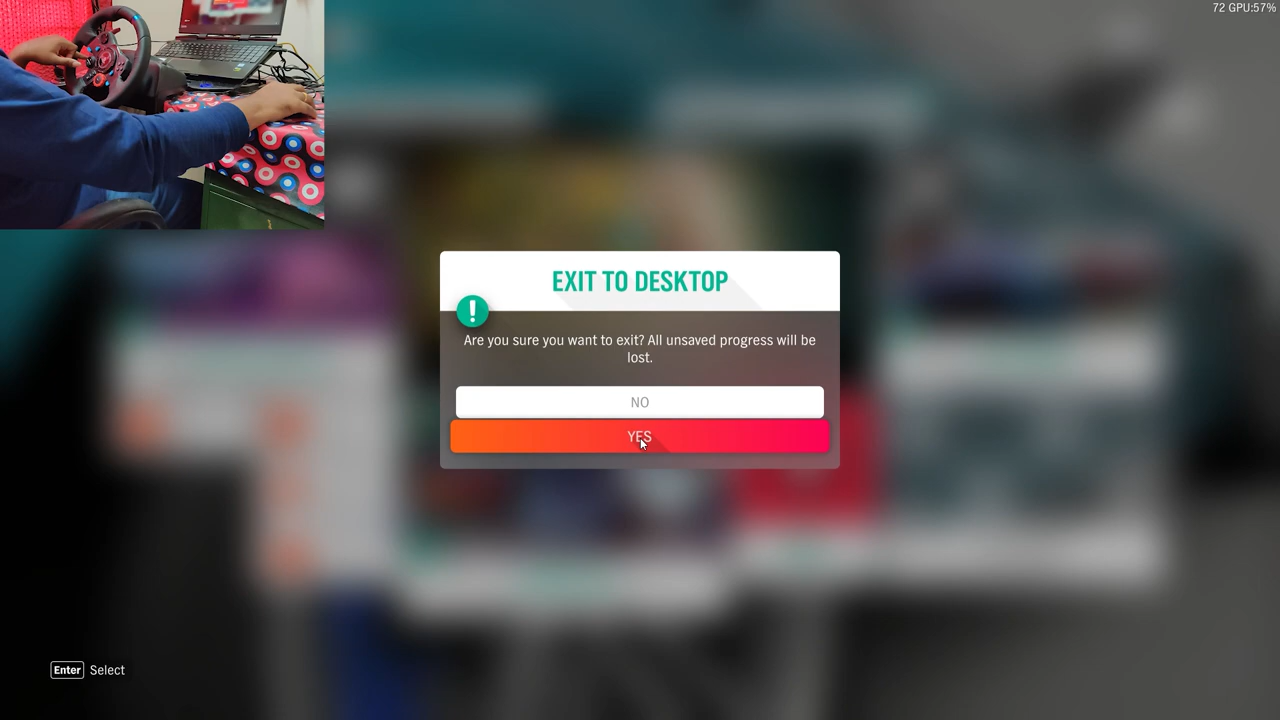 72 GPU:57%
EXIT TO DESKTOP
!
Are you sure you want to exit? All unsaved progress will be
lost.
NO
YES
Enter Select